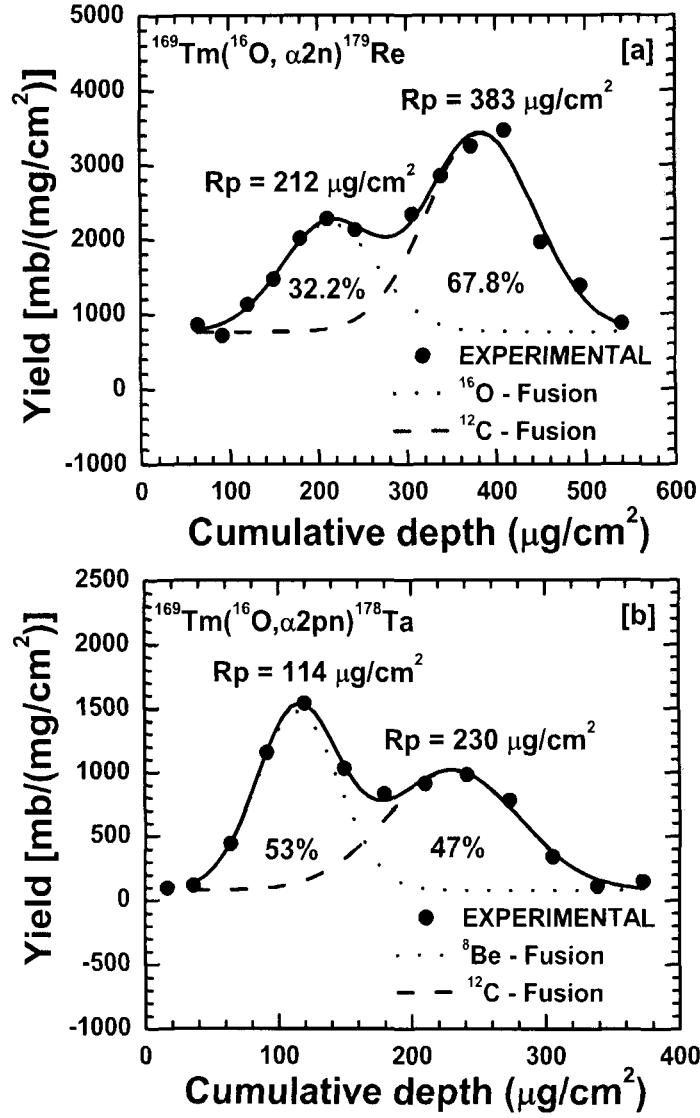 5000
4000
3000
2000
1000
0
-1000
Yield [mb/(mg/cm²)]
¹⁶⁹Tm(¹⁶O, α2n)¹⁷⁹Re
[a]
Rp = 383 μg/cm²
Rp = 212 μg/cm²
32.2%
67.8%
EXPERIMENTAL
¹⁶O - Fusion
¹²C - Fusion
0 100 200 300 400 500 600
Cumulative depth (μg/cm²)
2500
2000
1500
1000
500
0
-500
-1000
Yield [mb/(mg/cm²)]
¹⁶⁹Tm(¹⁶O,α2pn)¹⁷⁸Ta
[b]
Rp = 114 μg/cm²
Rp = 230 μg/cm²
53%
47%
EXPERIMENTAL
⁸Be - Fusion
¹²C - Fusion
0 100 200 300 400
Cumulative depth (μg/cm²)